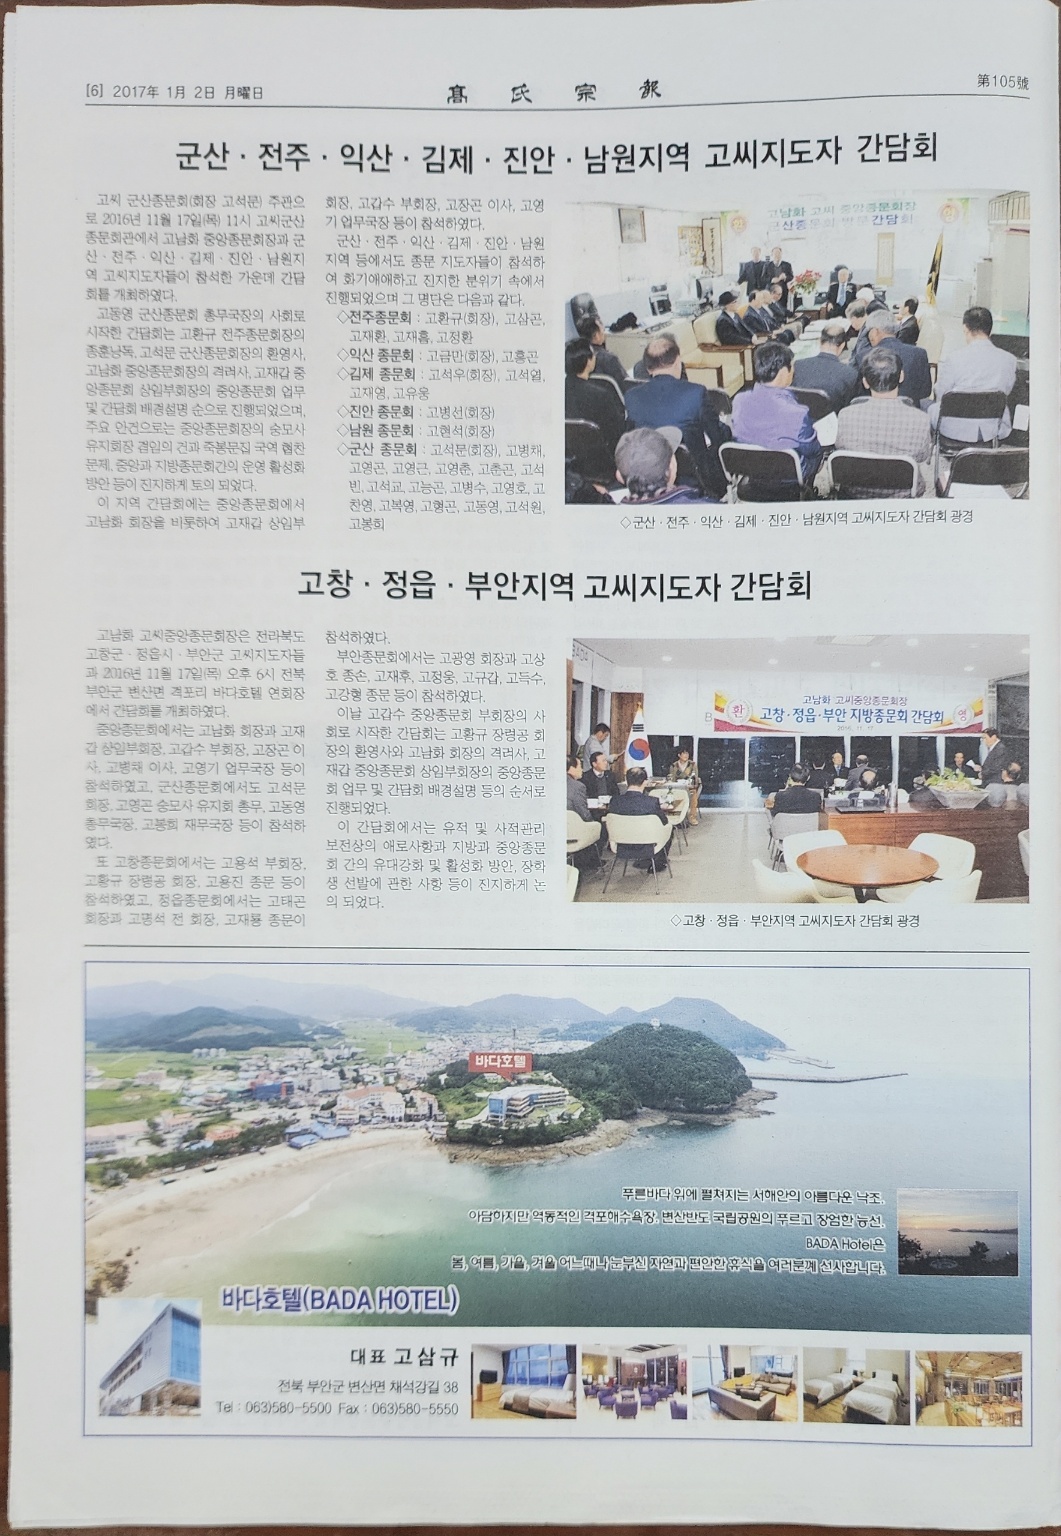 [6] 2017年 1月 2日 月曜日
高氏宗報
第105號
군산 · 전주 · 익산 · 김제 · 진안 · 남원지역 고씨지도자 간담회
고씨 군산종문회(회장 고석문) 주관으
로 2016년 11월 17일(목) 11시 고씨군산
종문회관에서 고남화 중앙종문회장과 군
산 · 전주 · 익산 · 김제 · 진안 · 남원지
역 고씨지도자들이 참석한 가운데 간담
회를 개최하였다.
고동영 군산종문회 총무국장의 사회로
시작한 간담회는 고환규 전주종문회장의
종훈낭독, 고석문 군산종문회장의 환영사,
고남화 중앙종문회장의 격려사, 고재갑 중
앙종문회 상임부회장의 중앙종문회 업무
및 간담회 배경설명 순으로 진행되었으며,
주요 안건으로는 중앙종문회장의 숭모사
유지회장 겸임의 건과 죽봉문집 국역 협찬
문제, 중앙과 지방종문회간의 운영 활성화
방안 등이 진지하게 토의 되었다.
이 지역 간담회에는 중앙종문회에서
고남화 회장을 비롯하여 고재갑 상임부
회장, 고갑수 부회장, 고장곤 이사, 고영
기 업무국장 등이 참석하였다.
군산 · 전주 · 익산 · 김제 · 진안 · 남원
지역 등에서도 종문 지도자들이 참석하
여 화기애애하고 진지한 분위기 속에서
진행되었으며 그 명단은 다음과 같다.
◇전주종문회 : 고환규(회장), 고삼곤,
고재환, 고재흠, 고정환
◇익산 종문회 : 고금만(회장), 고홍곤
◇김제 종문회 : 고석우(회장), 고석열,
고재영, 고유웅
◇진안 종문회 : 고병선(회장)
◇남원 종문회 : 고현석(회장)
◇군산 종문회 : 고석문(회장), 고병채,
고영곤, 고영근, 고영춘, 고춘곤, 고석
빈, 고석교, 고능곤, 고병수, 고영호, 고
찬영, 고복영, 고형곤, 고동영, 고석원,
고봉희
고남화 고씨 중앙종문회장
군산종문회 방문간담회
◇군산 · 전주 · 익산 · 김제 · 진안 · 남원지역 고씨지도자 간담회 광경
고창 · 정읍 · 부안지역 고씨지도자 간담회
고남화 고씨중앙종문회장은 전라북도
고창군 · 정읍시 · 부안군 고씨지도자들
과 2016년 11월 17일(목) 오후 6시 전북
부안군 변산면 격포리 바다호텔 연회장
에서 간담회를 개최하였다.
중앙종문회에서는 고남화 회장과 고재
갑 상임부회장, 고갑수 부회장, 고장곤 이
사, 고병채 이사, 고영기 업무국장 등이
참석하였고, 군산종문회에서도 고석문
회장, 고영곤 숭모사 유지회 총무, 고동영
총무국장, 고봉희 재무국장 등이 참석하
였다.
또 고창종문회에서는 고용석 부회장,
고황규 장령공 회장, 고용진 종문 등이
참석하였고, 정읍종문회에서는 고태곤
회장과 고명석 전 회장, 고재룡 종문이
참석하였다.
부안종문회에서는 고광영 회장과 고상
호 종손, 고재후, 고정웅, 고규갑, 고득수,
고강형 종문 등이 참석하였다.
이날 고갑수 중앙종문회 부회장의 사
회로 시작한 간담회는 고황규 장령공 회
장의 환영사와 고남화 회장의 격려사, 고
재갑 중앙종문회 상임부회장의 중앙종문
회 업무 및 간담회 배경설명 등의 순서로
진행되었다.
이 간담회에서는 유적 및 사적관리
보전상의 애로사항과 지방과 중앙종문
회 간의 유대강화 및 활성화 방안, 장학
생 선발에 관한 사항 등이 진지하게 논
의 되었다.
고남화 고씨중앙종문회장
환 고창·정읍·부안 지방종문회 간담회 영
◇고창 · 정읍 · 부안지역 고씨지도자 간담회 광경
바다호텔
푸른바다 위에 펼쳐지는 서해안의 아름다운 낙조.
아담하지만 역동적인 격포해수욕장, 변산반도 국립공원의 푸르고 장엄한 능선.
BADA Hotel은
봄, 여름, 가을, 겨울 어느때나 눈부신 자연과 편안한 휴식을 여러분께 선사합니다.
바다호텔(BADA HOTEL)
대표 고삼규
전북 부안군 변산면 채석강길 38
Tel : 063)580-5500 Fax : 063)580-5550